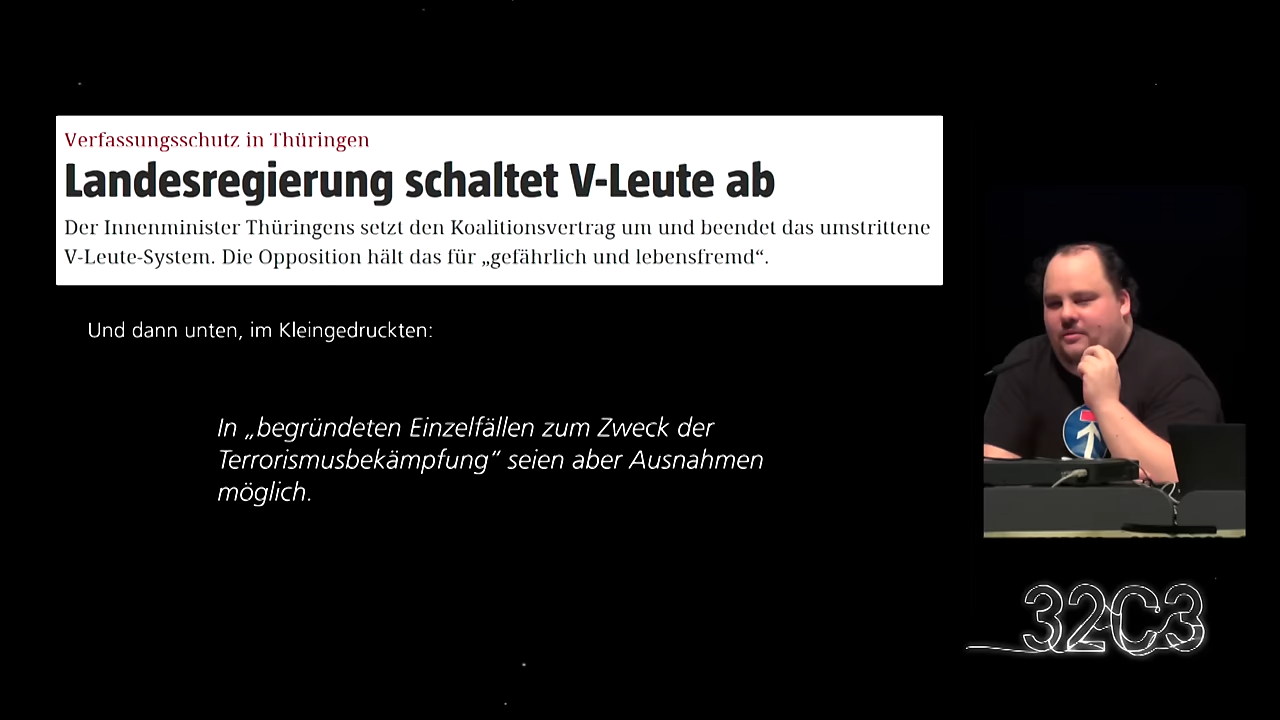 Verfassungsschutz in Thüringen
Landesregierung schaltet V-Leute ab
Der Innenminister Thüringens setzt den Koalitionsvertrag um und beendet das umstrittene
V-Leute-System. Die Opposition hält das für „gefährlich und lebensfremd“.
Und dann unten, im Kleingedruckten:
In „begründeten Einzelfällen zum Zweck der
Terrorismusbekämpfung“ seien aber Ausnahmen
möglich.
32C3